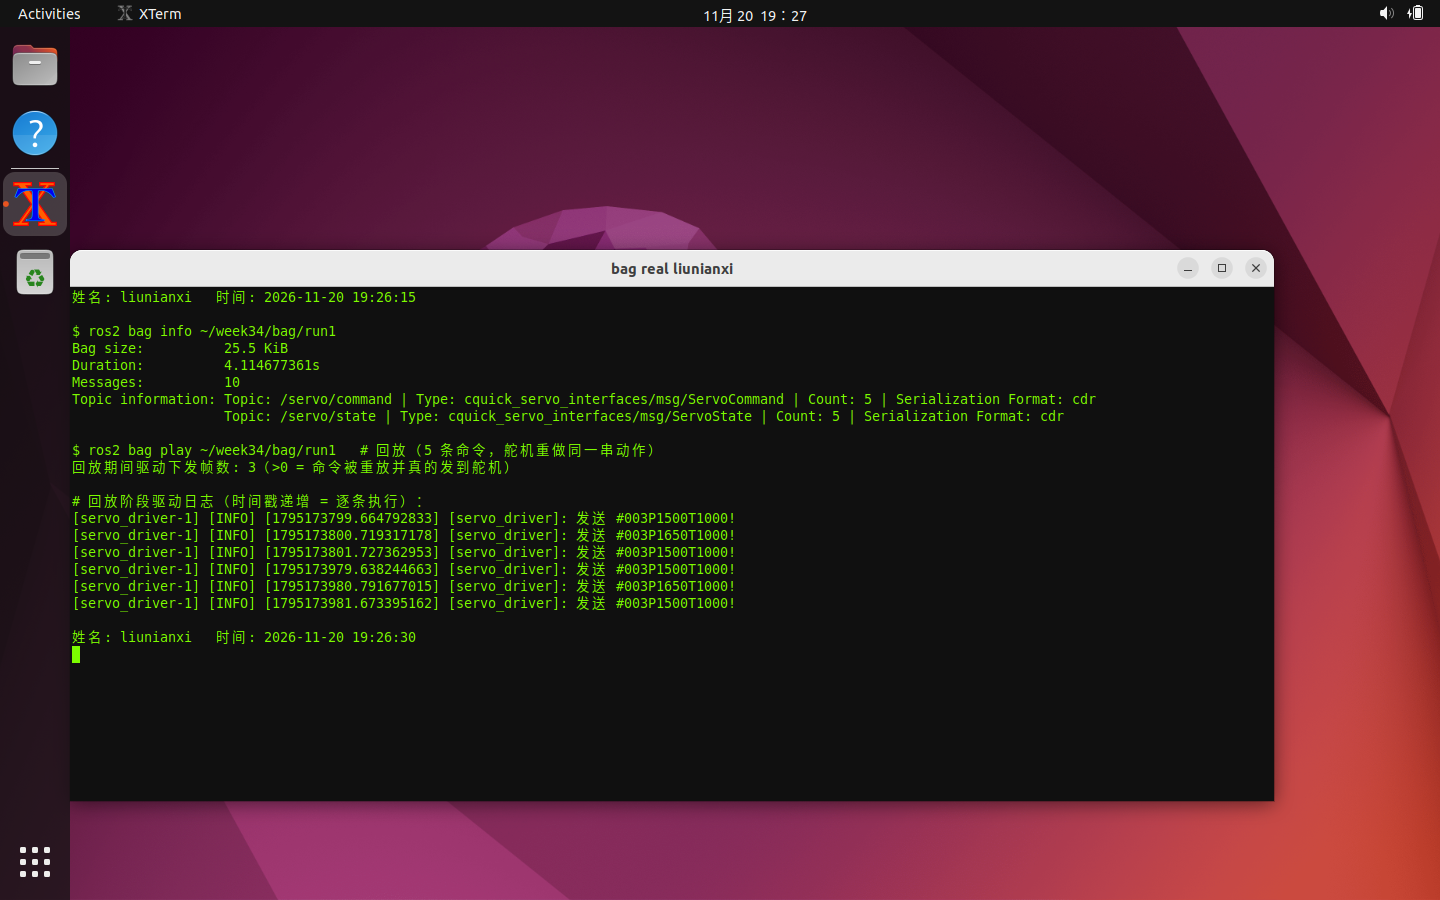 Activities
XTerm
11月 20 19：27
bag real liunianxi
姓名: liunianxi   时间: 2026-11-20 19:26:15
$ ros2 bag info ~/week34/bag/run1
Bag size:          25.5 KiB
Duration:          4.114677361s
Messages:          10
Topic information: Topic: /servo/command | Type: cquick_servo_interfaces/msg/ServoCommand | Count: 5 | Serialization Format: cdr
                   Topic: /servo/state | Type: cquick_servo_interfaces/msg/ServoState | Count: 5 | Serialization Format: cdr
$ ros2 bag play ~/week34/bag/run1   # 回放（5 条命令，舵机重做同一串动作）
回放期间驱动下发帧数: 3（>0 = 命令被重放并真的发到舵机）
# 回放阶段驱动日志（时间戳递增 = 逐条执行）：
[servo_driver-1] [INFO] [1795173799.664792833] [servo_driver]: 发送 #003P1500T1000!
[servo_driver-1] [INFO] [1795173800.719317178] [servo_driver]: 发送 #003P1650T1000!
[servo_driver-1] [INFO] [1795173801.727362953] [servo_driver]: 发送 #003P1500T1000!
[servo_driver-1] [INFO] [1795173979.638244663] [servo_driver]: 发送 #003P1500T1000!
[servo_driver-1] [INFO] [1795173980.791677015] [servo_driver]: 发送 #003P1650T1000!
[servo_driver-1] [INFO] [1795173981.673395162] [servo_driver]: 发送 #003P1500T1000!
姓名: liunianxi   时间: 2026-11-20 19:26:30